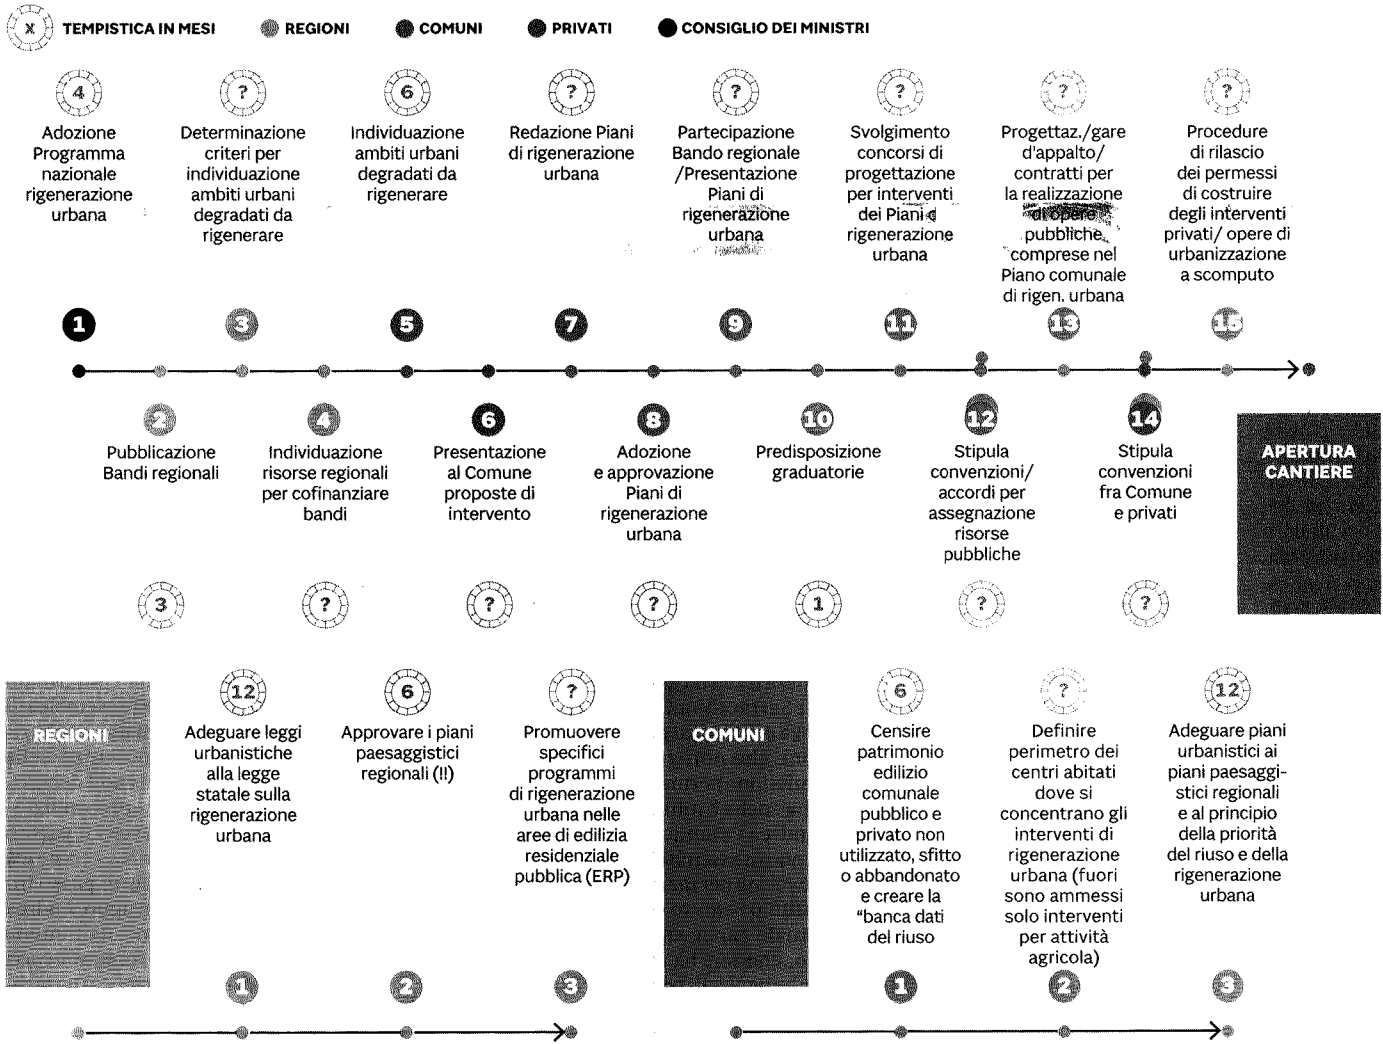 X TEMPISTICA IN MESI REGIONI COMUNI PRIVATI CONSIGLIO DEI MINISTRI
4
Adozione
Programma
nazionale
rigenerazione
urbana
1
?
Determinazione
criteri per
individuazione
ambiti urbani
degradati da
rigenerare
3
6
Individuazione
ambiti urbani
degradati da
rigenerare
5
?
Redazione Piani
di rigenerazione
urbana
7
?
Partecipazione
Bando regionale
/Presentazione
Piani di
rigenerazione
urbana
9
?
Svolgimento
concorsi di
progettazione
per interventi
dei Piani d
rigenerazione
urbana
11
?
Progettaz./gare
d'appalto/
contratti per
la realizzazione
di opere
pubbliche,
comprese nel
Piano comunale
di rigen. urbana
13
?
Procedure
di rilascio
dei permessi
di costruire
degli interventi
privati/ opere di
urbanizzazione
a scomputo
15
2
Pubblicazione
Bandi regionali
3
4
Individuazione
risorse regionali
per cofinanziare
bandi
?
6
Presentazione
al Comune
proposte di
intervento
?
8
Adozione
e approvazione
Piani di
rigenerazione
urbana
?
10
Predisposizione
graduatorie
1
12
Stipula
convenzioni/
accordi per
assegnazione
risorse
pubbliche
?
14
Stipula
convenzioni
fra Comune
e privati
?
APERTURA
CANTIERE
REGIONI
12
Adeguare leggi
urbanistiche
alla legge
statale sulla
rigenerazione
urbana
1
6
Approvare i piani
paesaggistici
regionali (!!)
2
?
Promuovere
specifici
programmi
di rigenerazione
urbana nelle
aree di edilizia
residenziale
pubblica (ERP)
3
COMUNI
6
Censire
patrimonio
edilizio
comunale
pubblico e
privato non
utilizzato, sfitto
o abbandonato
e creare la
“banca dati
del riuso
1
?
Definire
perimetro dei
centri abitati
dove si
concentrano gli
interventi di
rigenerazione
urbana (fuori
sono ammessi
solo interventi
per attività
agricola)
2
12
Adeguare piani
urbanistici ai
piani paesaggi-
stici regionali
e al principio
della priorità
del riuso e della
rigenerazione
urbana
3